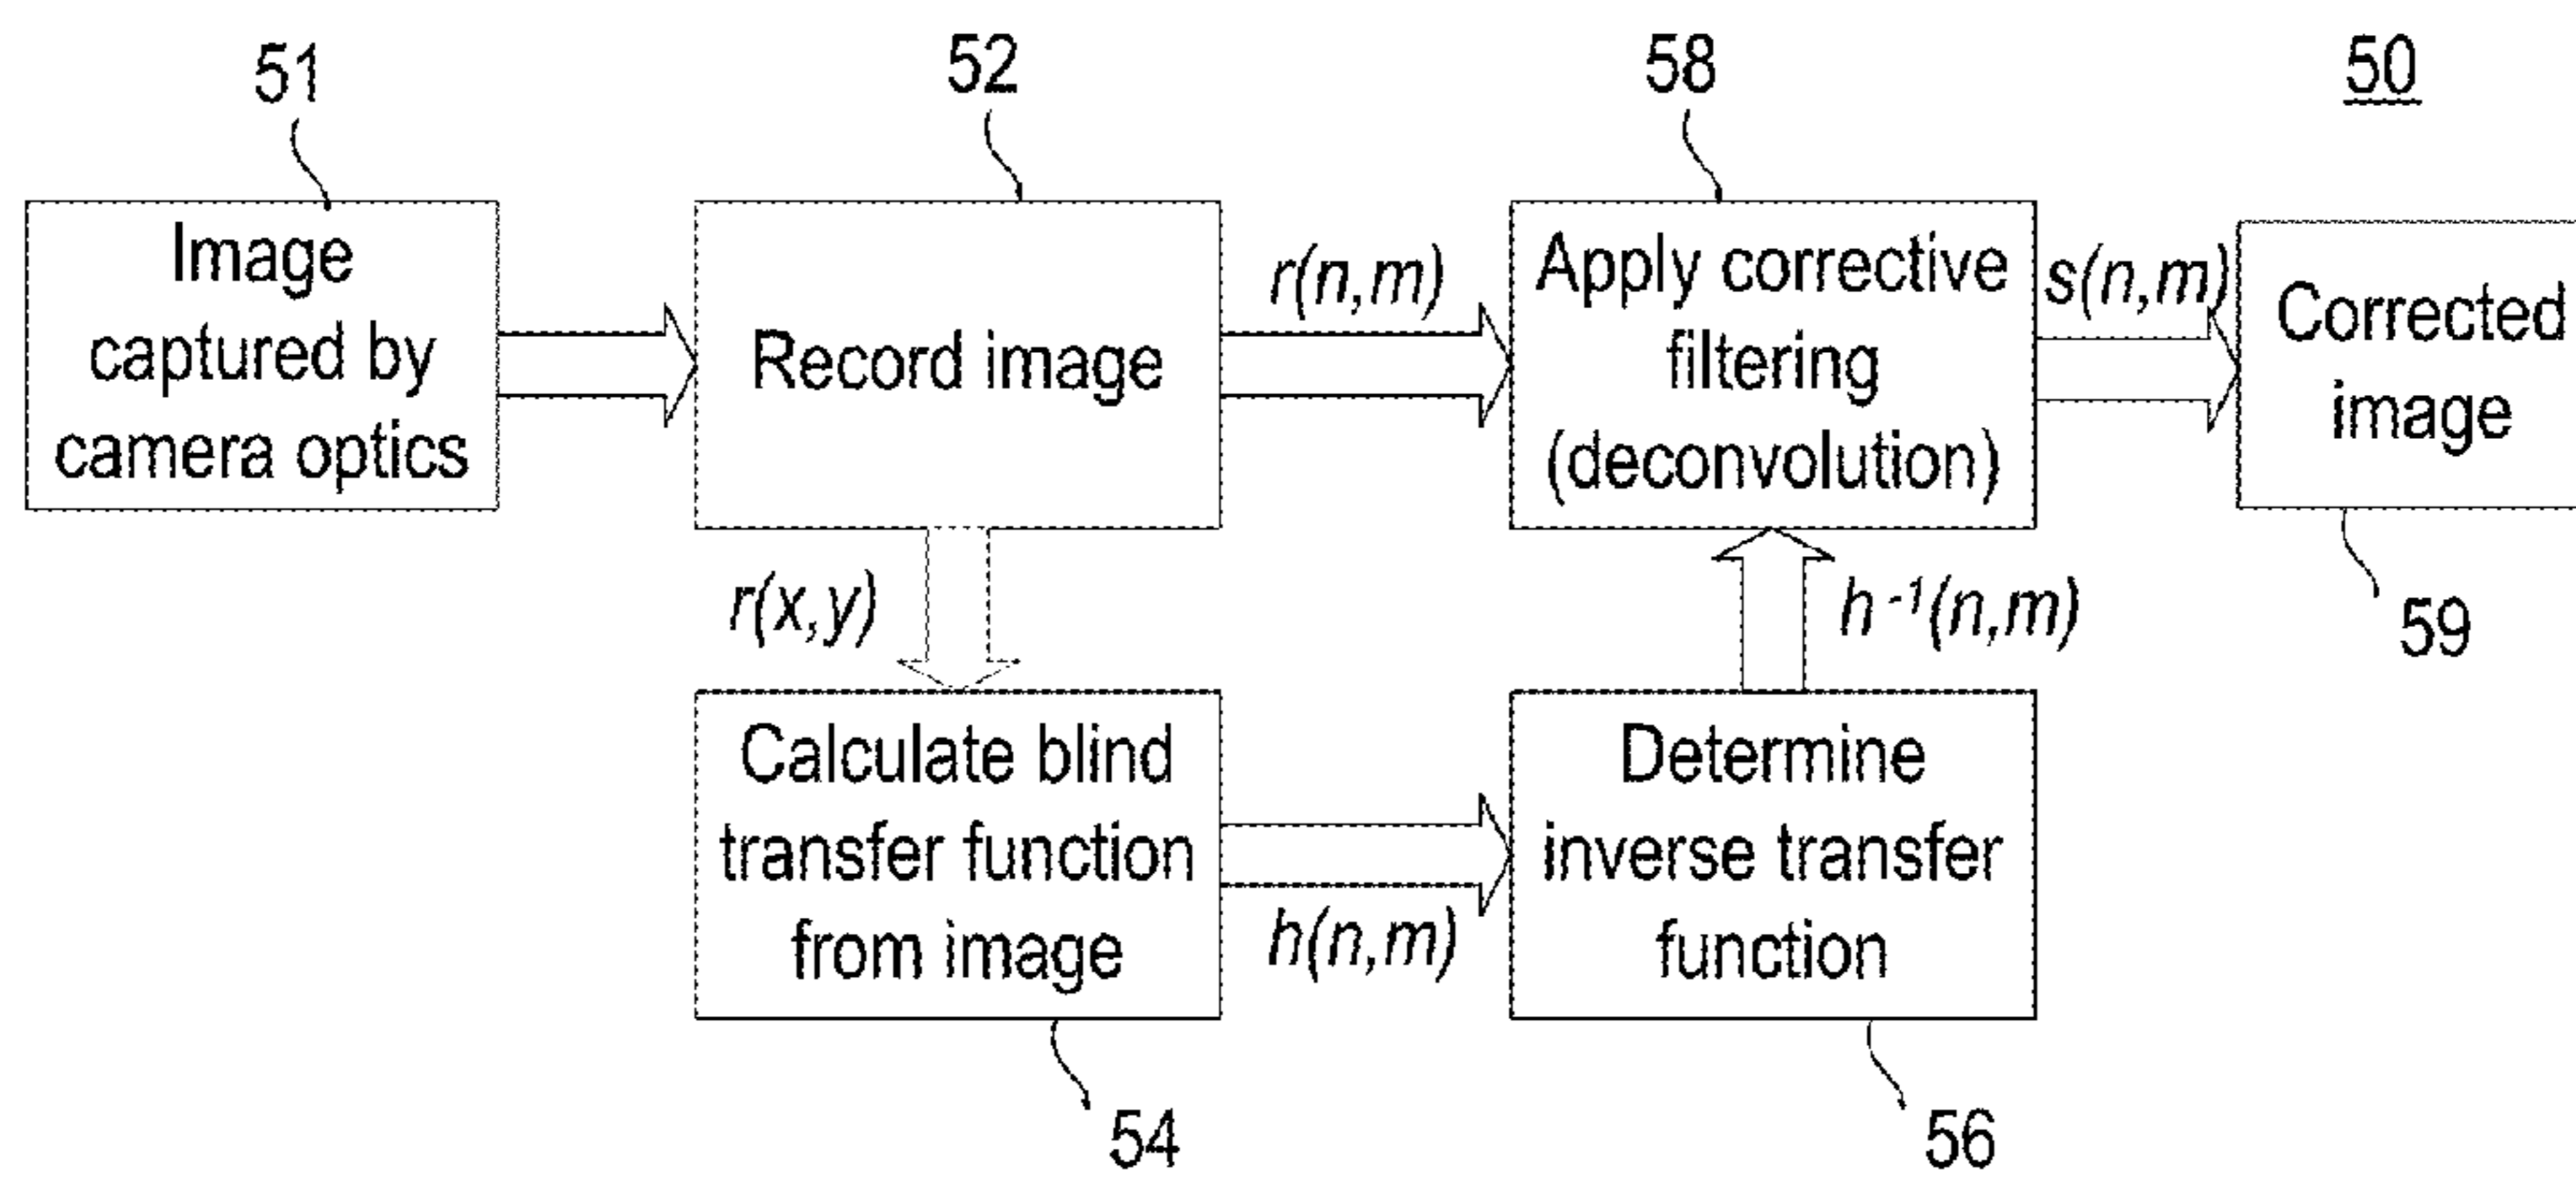 51
52
58
50
Image
captured by
camera optics
Record image
r(n,m)
Apply corrective
filtering
(deconvolution)
s(n,m)
Corrected
image
r(x,y)
h⁻¹(n,m)
59
Calculate blind
transfer function
from image
h(n,m)
Determine
inverse transfer
function
54
56